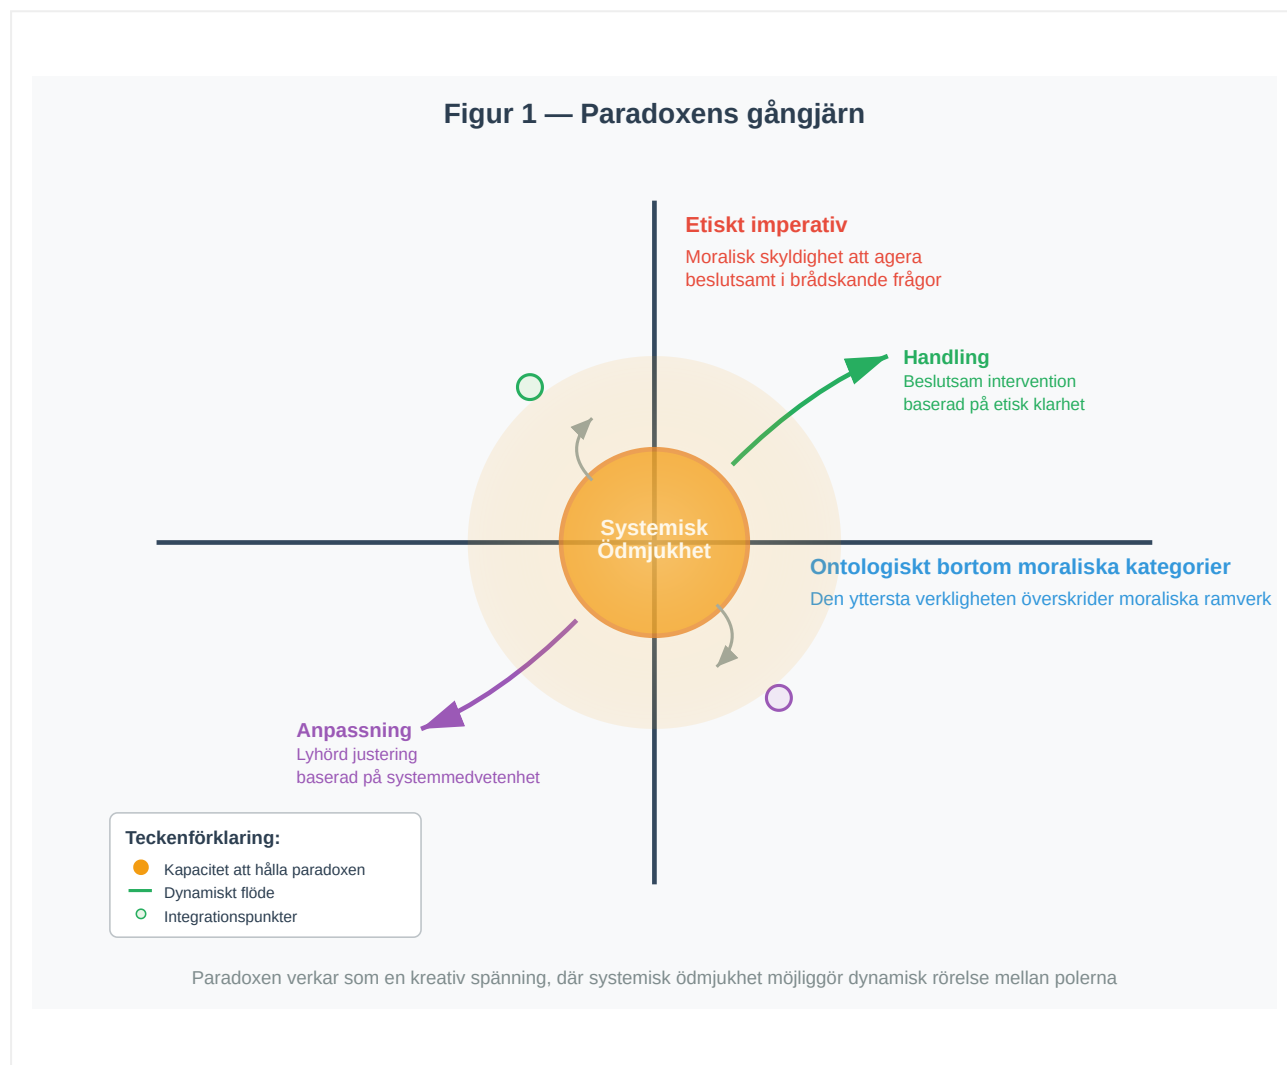 Figur 1 — Paradoxens gångjärn
Etiskt imperativ
Moralisk skyldighet att agera
beslutsamt i brådskande frågor
Handling
Beslutsam intervention
baserad på etisk klarhet
Systemisk
Ödmjukhet
Ontologiskt bortom moraliska kategorier
Den yttersta verkligheten överskrider moraliska ramverk
Anpassning
Lyhörd justering
baserad på systemmedvetenhet
Teckenförklaring:
Kapacitet att hålla paradoxen
Dynamiskt flöde
Integrationspunkter
Paradoxen verkar som en kreativ spänning, där systemisk ödmjukhet möjliggör dynamisk rörelse mellan polerna